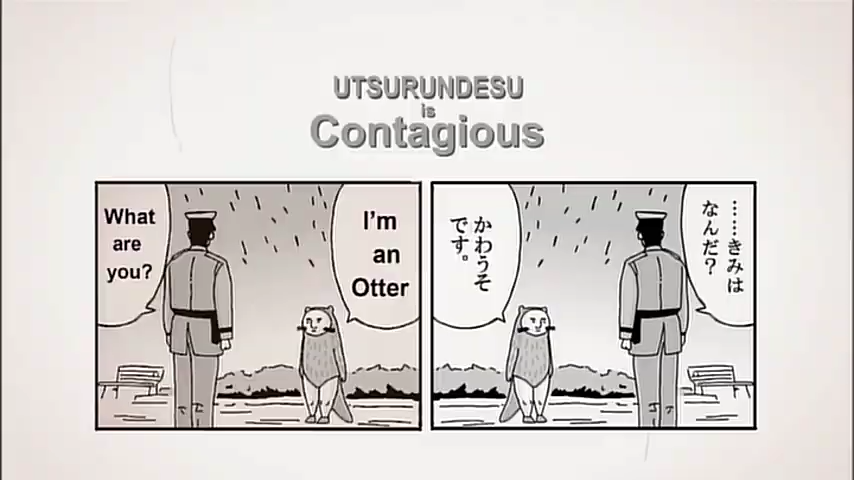 UTSURUNDESU
is
Contagious
What
are
you?
I'm
an
Otter
……きみは
なんだ?
かわうそ
です。